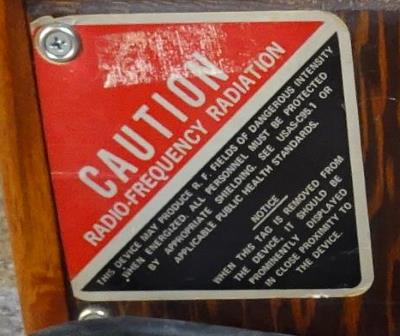 CAUTION
RADIO-FREQUENCY RADIATION
THIS DEVICE MAY PRODUCE R. F. FIELDS OF DANGEROUS INTENSITY
WHEN ENERGIZED. ALL PERSONNEL MUST BE PROTECTED
BY APPROPRIATE SHIELDING. SEE USAS-C95.1 OR
APPLICABLE PUBLIC HEALTH STANDARDS.
NOTICE
WHEN THIS TAG IS REMOVED FROM
THE DEVICE, IT SHOULD BE
PROMINENTLY DISPLAYED
IN CLOSE PROXIMITY TO
THE DEVICE.